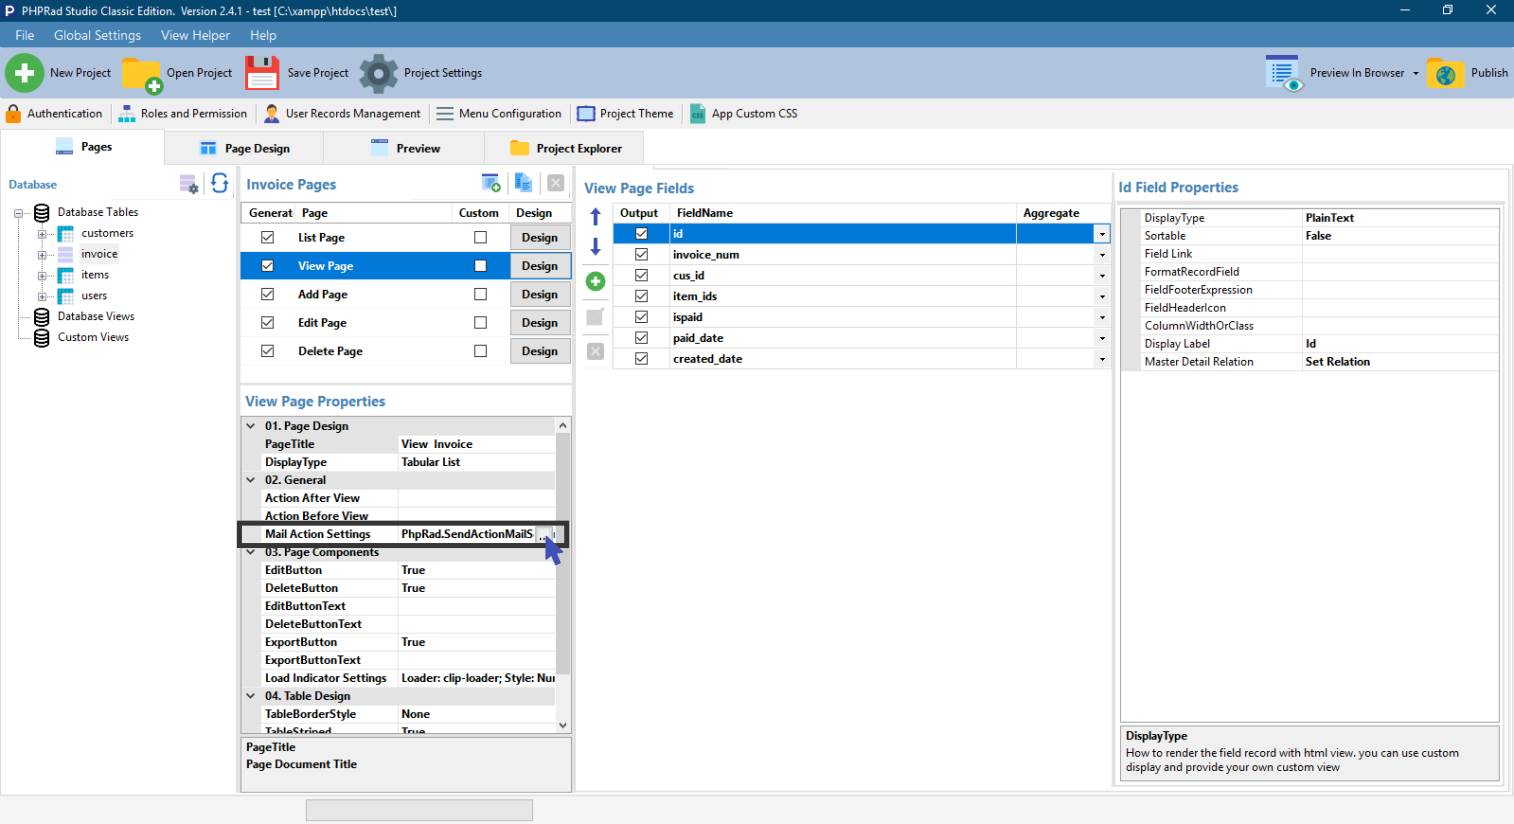 PHPRad Studio Classic Edition. Version 2.4.1 - test [C:\xampp\htdocs\test\]
File Global Settings View Helper Help
New Project Open Project Save Project Project Settings Preview In Browser Publish
Authentication Roles and Permission User Records Management Menu Configuration Project Theme App Custom CSS
Pages Page Design Preview Project Explorer
Database
Database Tables
customers
invoice
items
users
Database Views
Custom Views
Invoice Pages
Generat Page Custom Design
List Page Design
View Page Design
Add Page Design
Edit Page Design
Delete Page Design
View Page Properties
01. Page Design
PageTitle View Invoice
DisplayType Tabular List
02. General
Action After View
Action Before View
Mail Action Settings PhpRad.SendActionMailS ...
03. Page Components
EditButton True
DeleteButton True
EditButtonText
DeleteButtonText
ExportButton True
ExportButtonText
Load Indicator Settings Loader: clip-loader; Style: Nur
04. Table Design
TableBorderStyle None
TableStriped True
PageTitle
Page Document Title
View Page Fields
Output FieldName Aggregate
id
invoice_num
cus_id
item_ids
ispaid
paid_date
created_date
Id Field Properties
DisplayType PlainText
Sortable False
Field Link
FormatRecordField
FieldFooterExpression
FieldHeaderIcon
ColumnWidthOrClass
Display Label Id
Master Detail Relation Set Relation
DisplayType
How to render the field record with html view. you can use custom
display and provide your own custom view